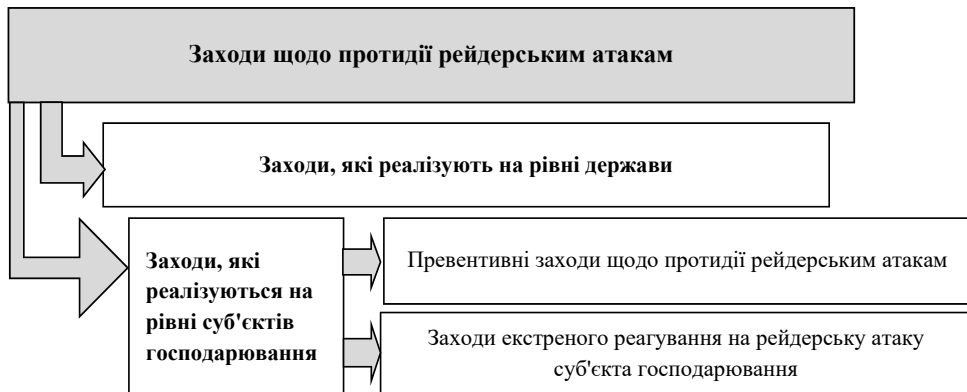 Заходи щодо протидії рейдерським атакам
Заходи, які реалізують на рівні держави
Заходи, які
реалізуються на
рівні суб'єктів
господарювання
Превентивні заходи щодо протидії рейдерським атакам
Заходи екстреного реагування на рейдерську атаку
суб'єкта господарювання